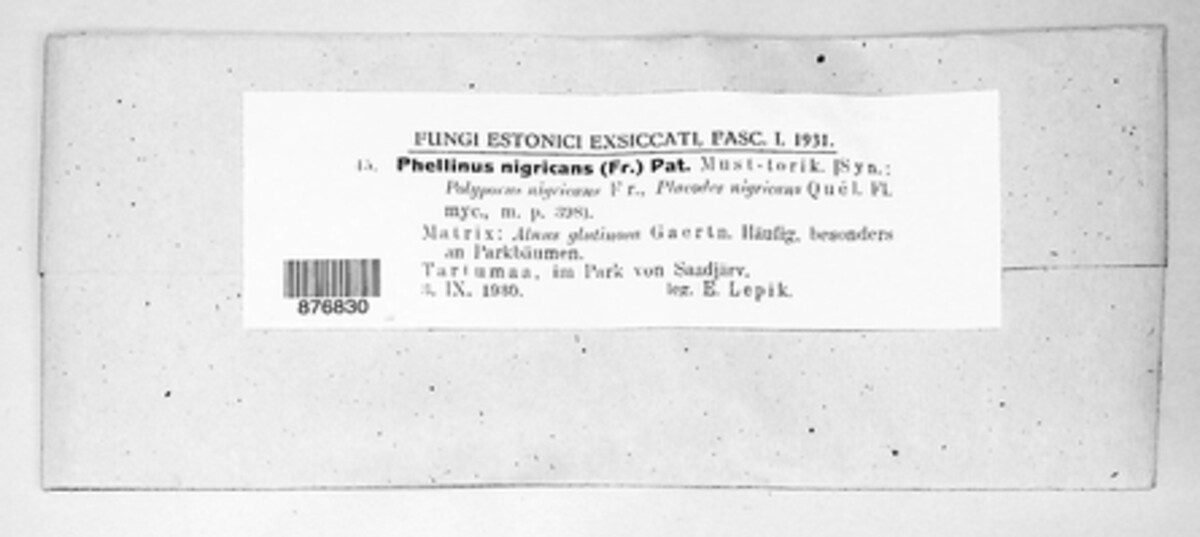 FUNGI ESTONICI EXSICCATI, FASC. I. 1931.
45. Phellinus nigricans (Fr.) Pat. Must-torik. [Syn.:
Polyporus nigricans Fr., Placodes nigricans Quél. Fl.
myc., m. p. 398].
Matrix: Alnus glutinosa Gaertn. Häufig, besonders
an Parkbäumen.
Tartumaa, im Park von Saadjärv.
3. IX. 1930. leg. E. Lepik.
876830